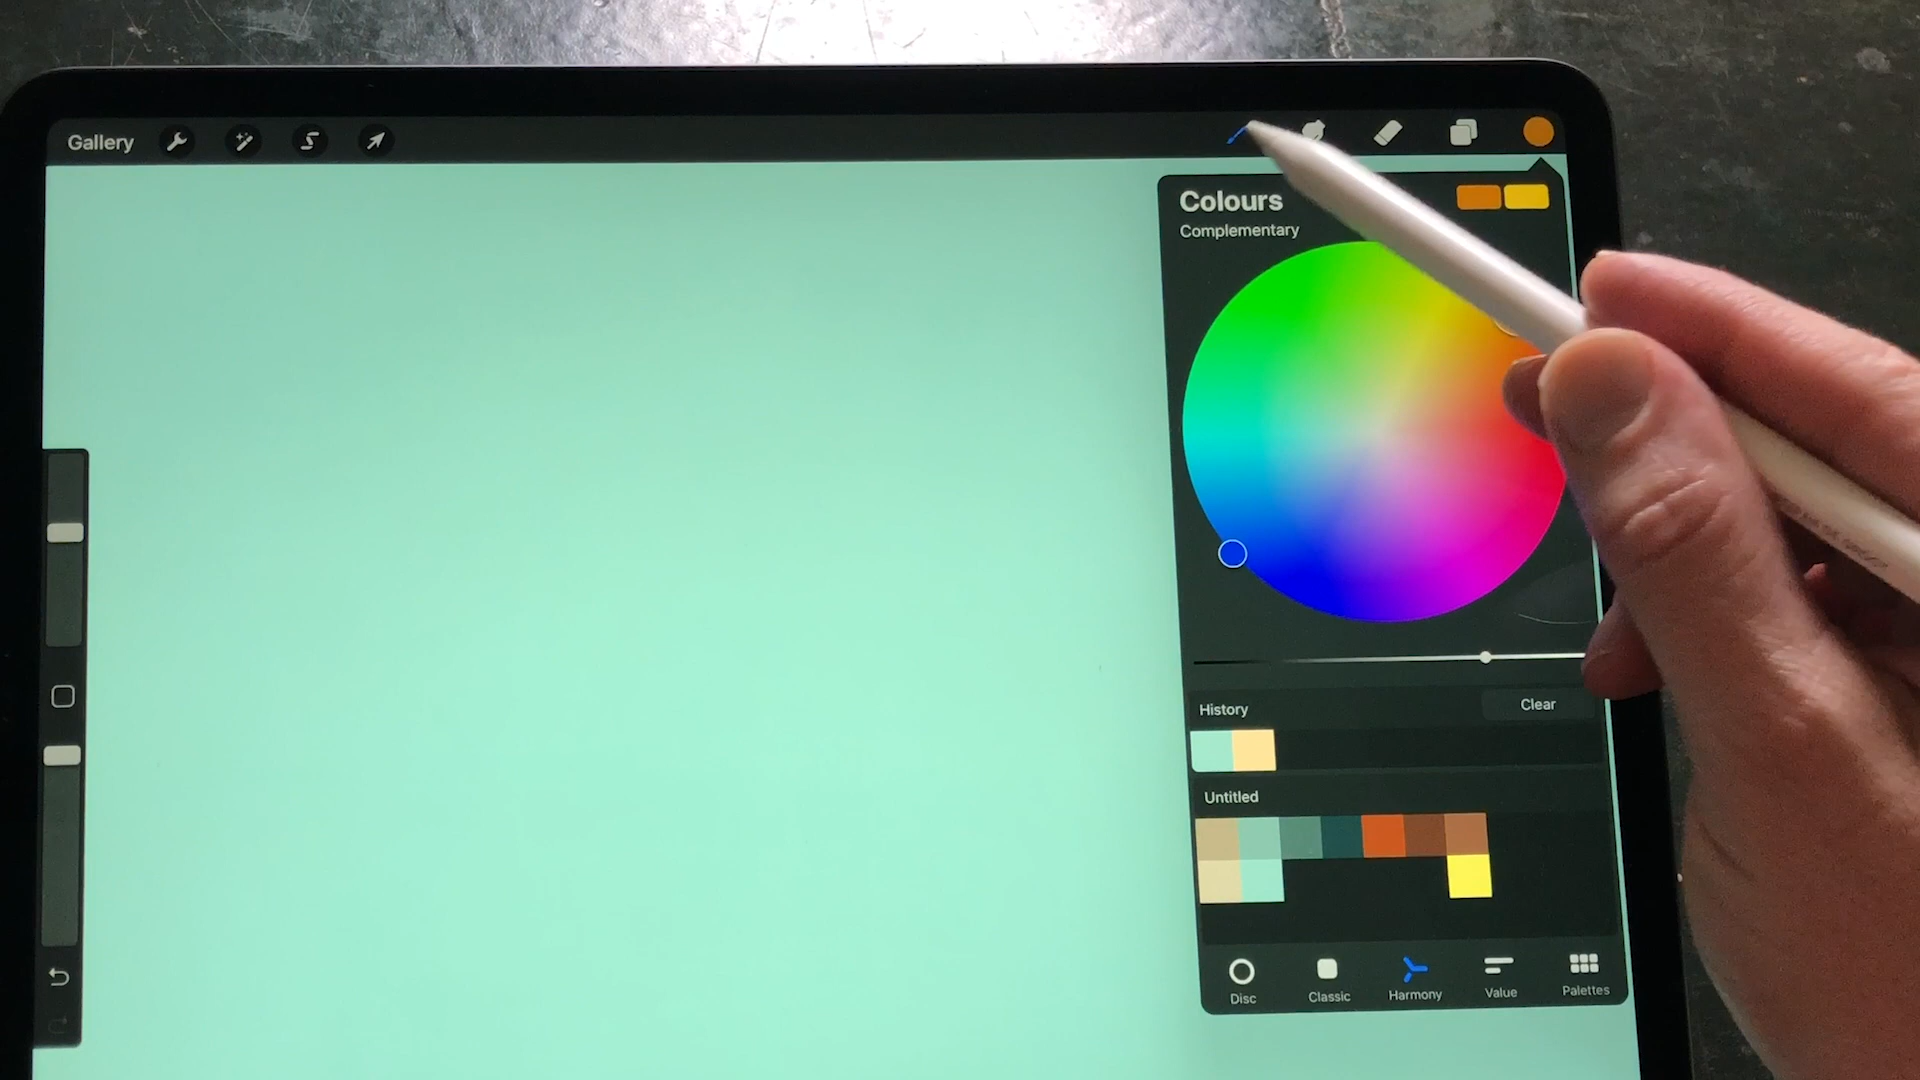 Gallery
Colours
Complementary
History
Clear
Untitled
Disc
Classic
Harmony
Value
Palettes